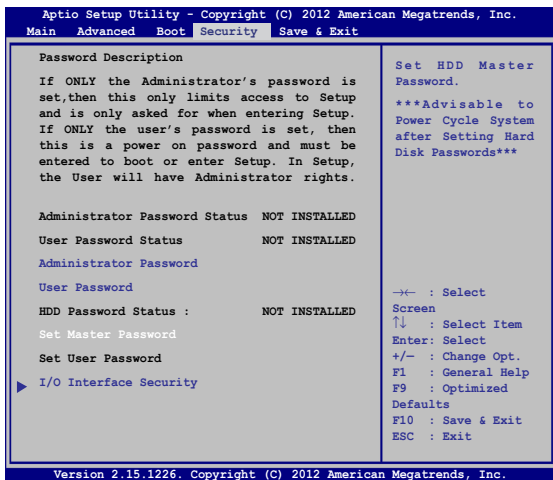 Aptio Setup Utility - Copyright (C) 2012 American Megatrends, Inc.
Main Advanced Boot Security Save & Exit
Password Description
If ONLY the Administrator's password is
set,then this only limits access to Setup
and is only asked for when entering Setup.
If ONLY the user's password is set, then
this is a power on password and must be
entered to boot or enter Setup. In Setup,
the User will have Administrator rights.
Administrator Password Status NOT INSTALLED
User Password Status NOT INSTALLED
Administrator Password
User Password
HDD Password Status : NOT INSTALLED
Set Master Password
Set User Password
I/O Interface Security
Set HDD Master
Password.
***Advisable to
Power Cycle System
after Setting Hard
Disk Passwords***
→← : Select
Screen
↑↓ : Select Item
Enter: Select
+/— : Change Opt.
F1 : General Help
F9 : Optimized
Defaults
F10 : Save & Exit
ESC : Exit
Version 2.15.1226. Copyright (C) 2012 American Megatrends, Inc.